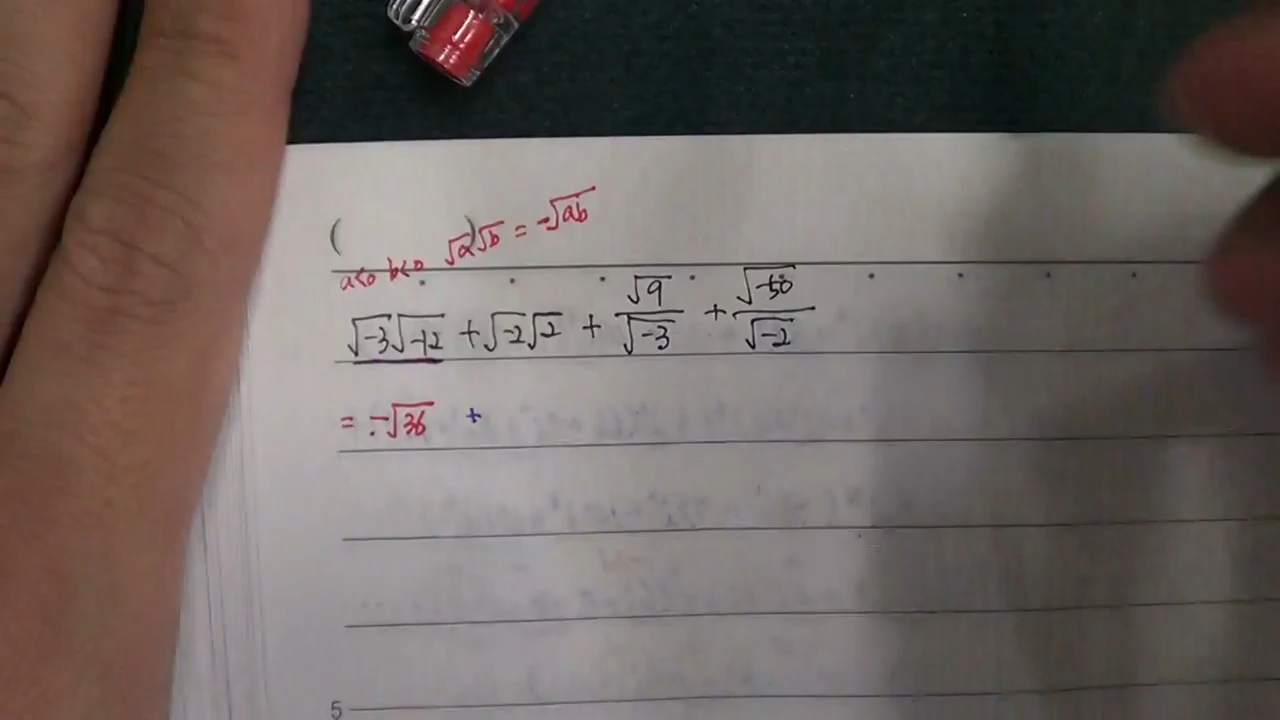 (            )
a<0 b<0 √a√b = -√ab
√-3√-12 + √-2√2 + √9/√-3 + √-50/√-2
= -√36 +
5